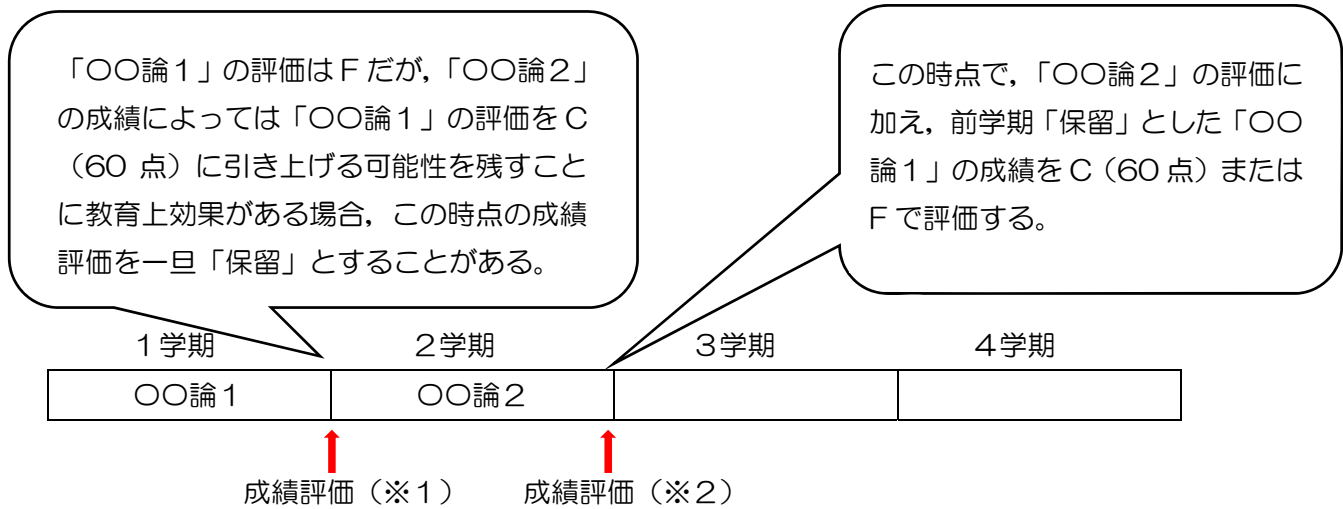 「〇〇論１」の評価はＦだが，「〇〇論２」
の成績によっては「〇〇論１」の評価をＣ
（60 点）に引き上げる可能性を残すこと
に教育上効果がある場合，この時点の成績
評価を一旦「保留」とすることがある。
この時点で，「〇〇論２」の評価に
加え，前学期「保留」とした「〇〇
論１」の成績をＣ（60 点）または
Ｆで評価する。
１学期 ２学期 ３学期 ４学期
〇〇論１ 〇〇論２
成績評価（※１） 成績評価（※２）